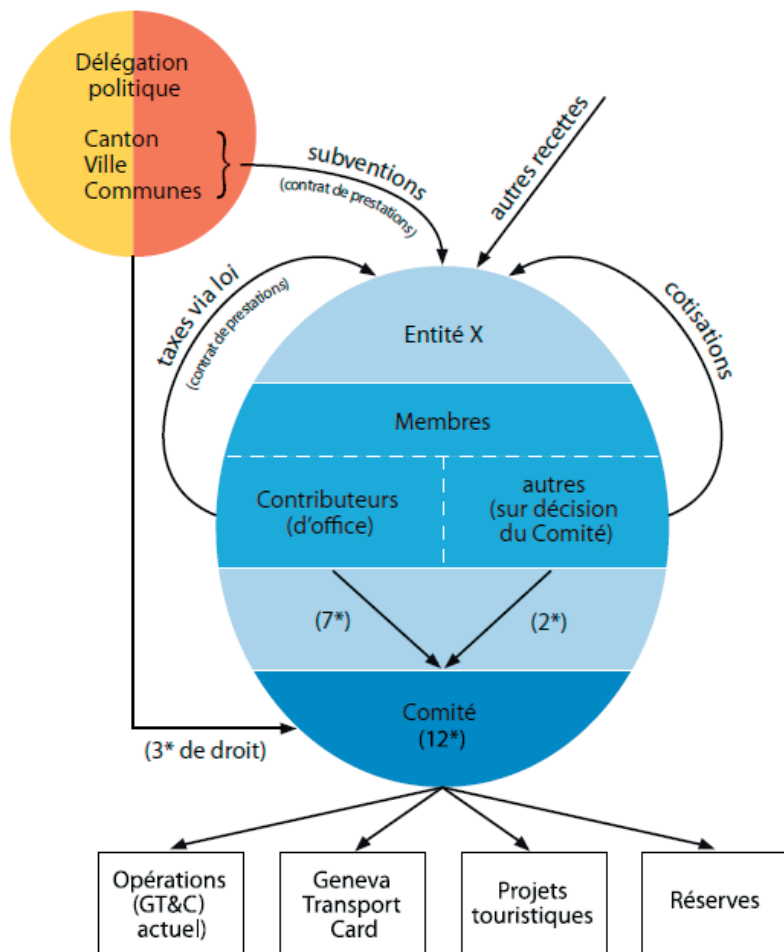 Délégation
politique
Canton
Ville
Communes
subventions
(contrat de prestations)
autres recettes
taxes via loi
(contrat de prestations)
cotisations
Entité X
Membres
Contributeurs
(d'office)
autres
(sur décision
du Comité)
(7*)
(2*)
Comité
(12*)
(3* de droit)
Opérations
(GT&C)
actuel)
Geneva
Transport
Card
Projets
touristiques
Réserves